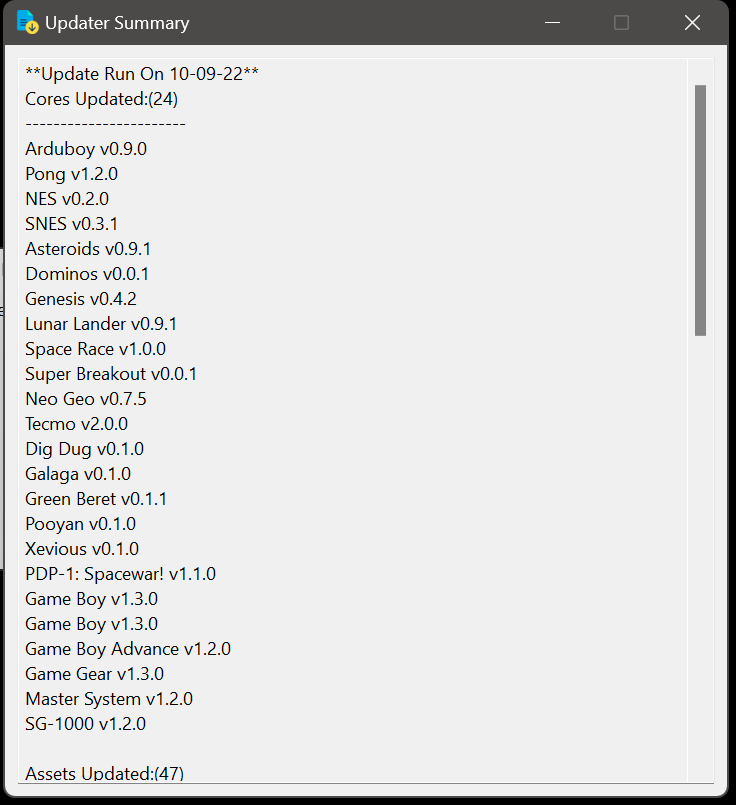 Updater Summary
**Update Run On 10-09-22**
Cores Updated:(24)
-----------------------
Arduboy v0.9.0
Pong v1.2.0
NES v0.2.0
SNES v0.3.1
Asteroids v0.9.1
Dominos v0.0.1
Genesis v0.4.2
Lunar Lander v0.9.1
Space Race v1.0.0
Super Breakout v0.0.1
Neo Geo v0.7.5
Tecmo v2.0.0
Dig Dug v0.1.0
Galaga v0.1.0
Green Beret v0.1.1
Pooyan v0.1.0
Xevious v0.1.0
PDP-1: Spacewar! v1.1.0
Game Boy v1.3.0
Game Boy v1.3.0
Game Boy Advance v1.2.0
Game Gear v1.3.0
Master System v1.2.0
SG-1000 v1.2.0
Assets Updated:(47)